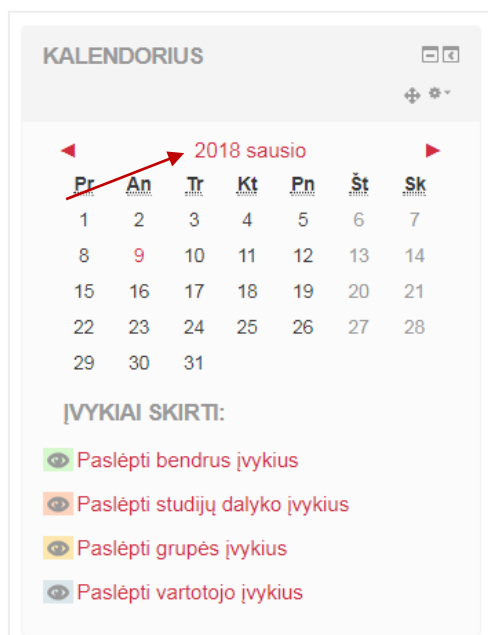 KALENDORIUS
2018 sausio
Pr An Tr Kt Pn Št Sk
1 2 3 4 5 6 7
8 9 10 11 12 13 14
15 16 17 18 19 20 21
22 23 24 25 26 27 28
29 30 31
ĮVYKIAI SKIRTI:
Paslėpti bendrus įvykius
Paslėpti studijų dalyko įvykius
Paslėpti grupės įvykius
Paslėpti vartotojo įvykius